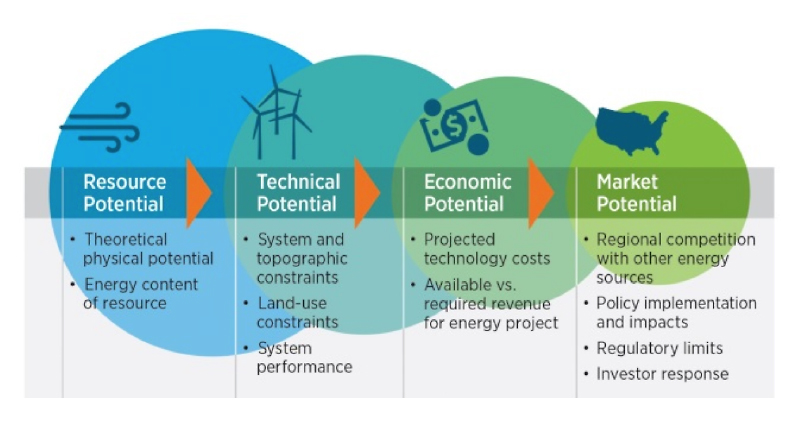 Resource
Potential
Technical
Potential
Economic
Potential
Market
Potential
• Theoretical
physical potential
• Energy content
of resource
• System and
topographic
constraints
• Land-use
constraints
• System
performance
• Projected
technology costs
• Available vs.
required revenue
for energy project
• Regional competition
with other energy
sources
• Policy implementation
and impacts
• Regulatory limits
• Investor response
$